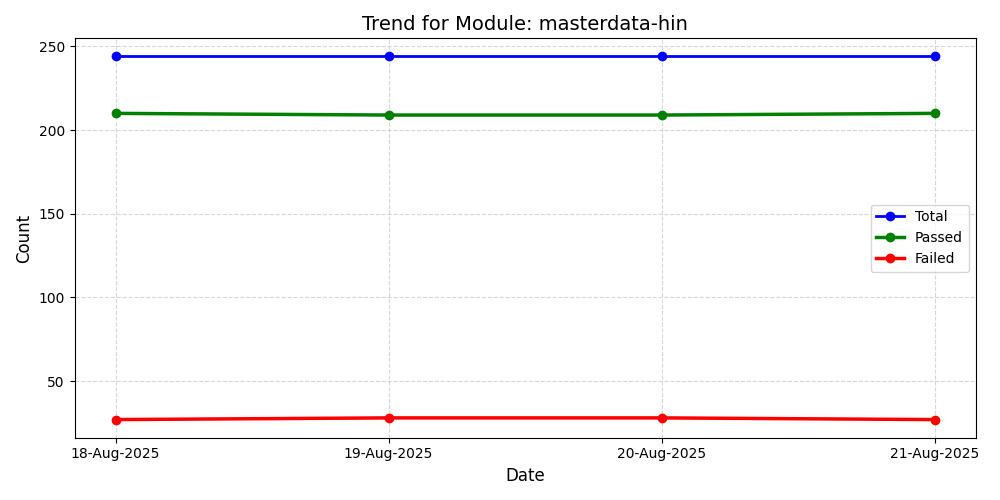 Trend for Module: masterdata-hin
250
200
150
100
50
Count
Total
Passed
Failed
18-Aug-2025
19-Aug-2025
20-Aug-2025
21-Aug-2025
Date